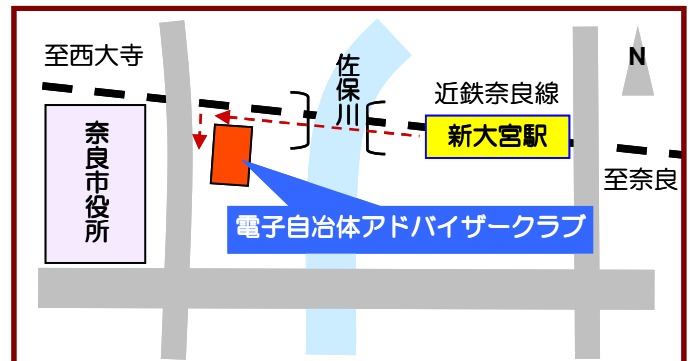 至西大寺
佐保川
N
近鉄奈良線
新大宮駅
奈良市役所
至奈良
電子自治体アドバイザークラブ